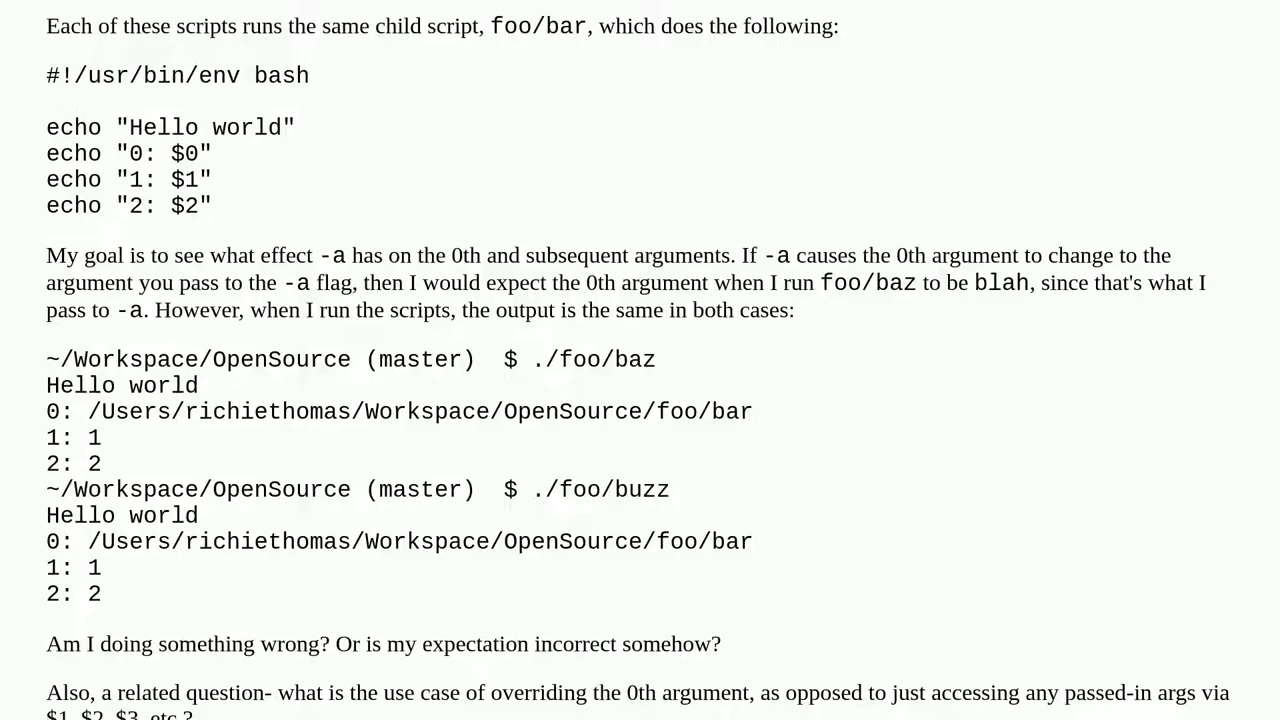 Each of these scripts runs the same child script, foo/bar, which does the following:
#!/usr/bin/env bash
echo "Hello world"
echo "0: $0"
echo "1: $1"
echo "2: $2"
My goal is to see what effect -a has on the 0th and subsequent arguments. If -a causes the 0th argument to change to the
argument you pass to the -a flag, then I would expect the 0th argument when I run foo/baz to be blah, since that's what I
pass to -a. However, when I run the scripts, the output is the same in both cases:
~/Workspace/OpenSource (master)  $ ./foo/baz
Hello world
0: /Users/richiethomas/Workspace/OpenSource/foo/bar
1: 1
2: 2
~/Workspace/OpenSource (master)  $ ./foo/buzz
Hello world
0: /Users/richiethomas/Workspace/OpenSource/foo/bar
1: 1
2: 2
Am I doing something wrong? Or is my expectation incorrect somehow?
Also, a related question- what is the use case of overriding the 0th argument, as opposed to just accessing any passed-in args via
$1, $2, $3, etc.?